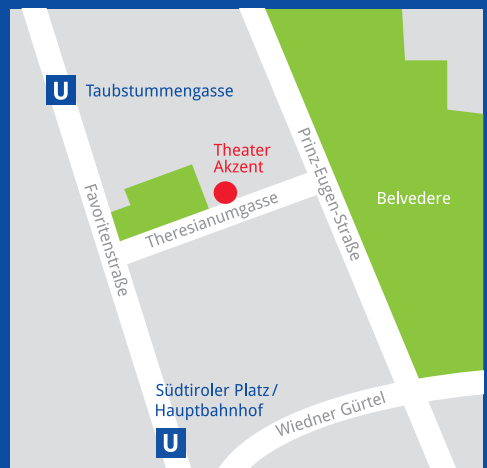 U
Taubstummengasse
Theater
Akzent
Prinz-Eugen-Straße
Belvedere
Favoritenstraße
Theresianumgasse
Südtiroler Platz/
Hauptbahnhof
U
Wiedner Gürtel